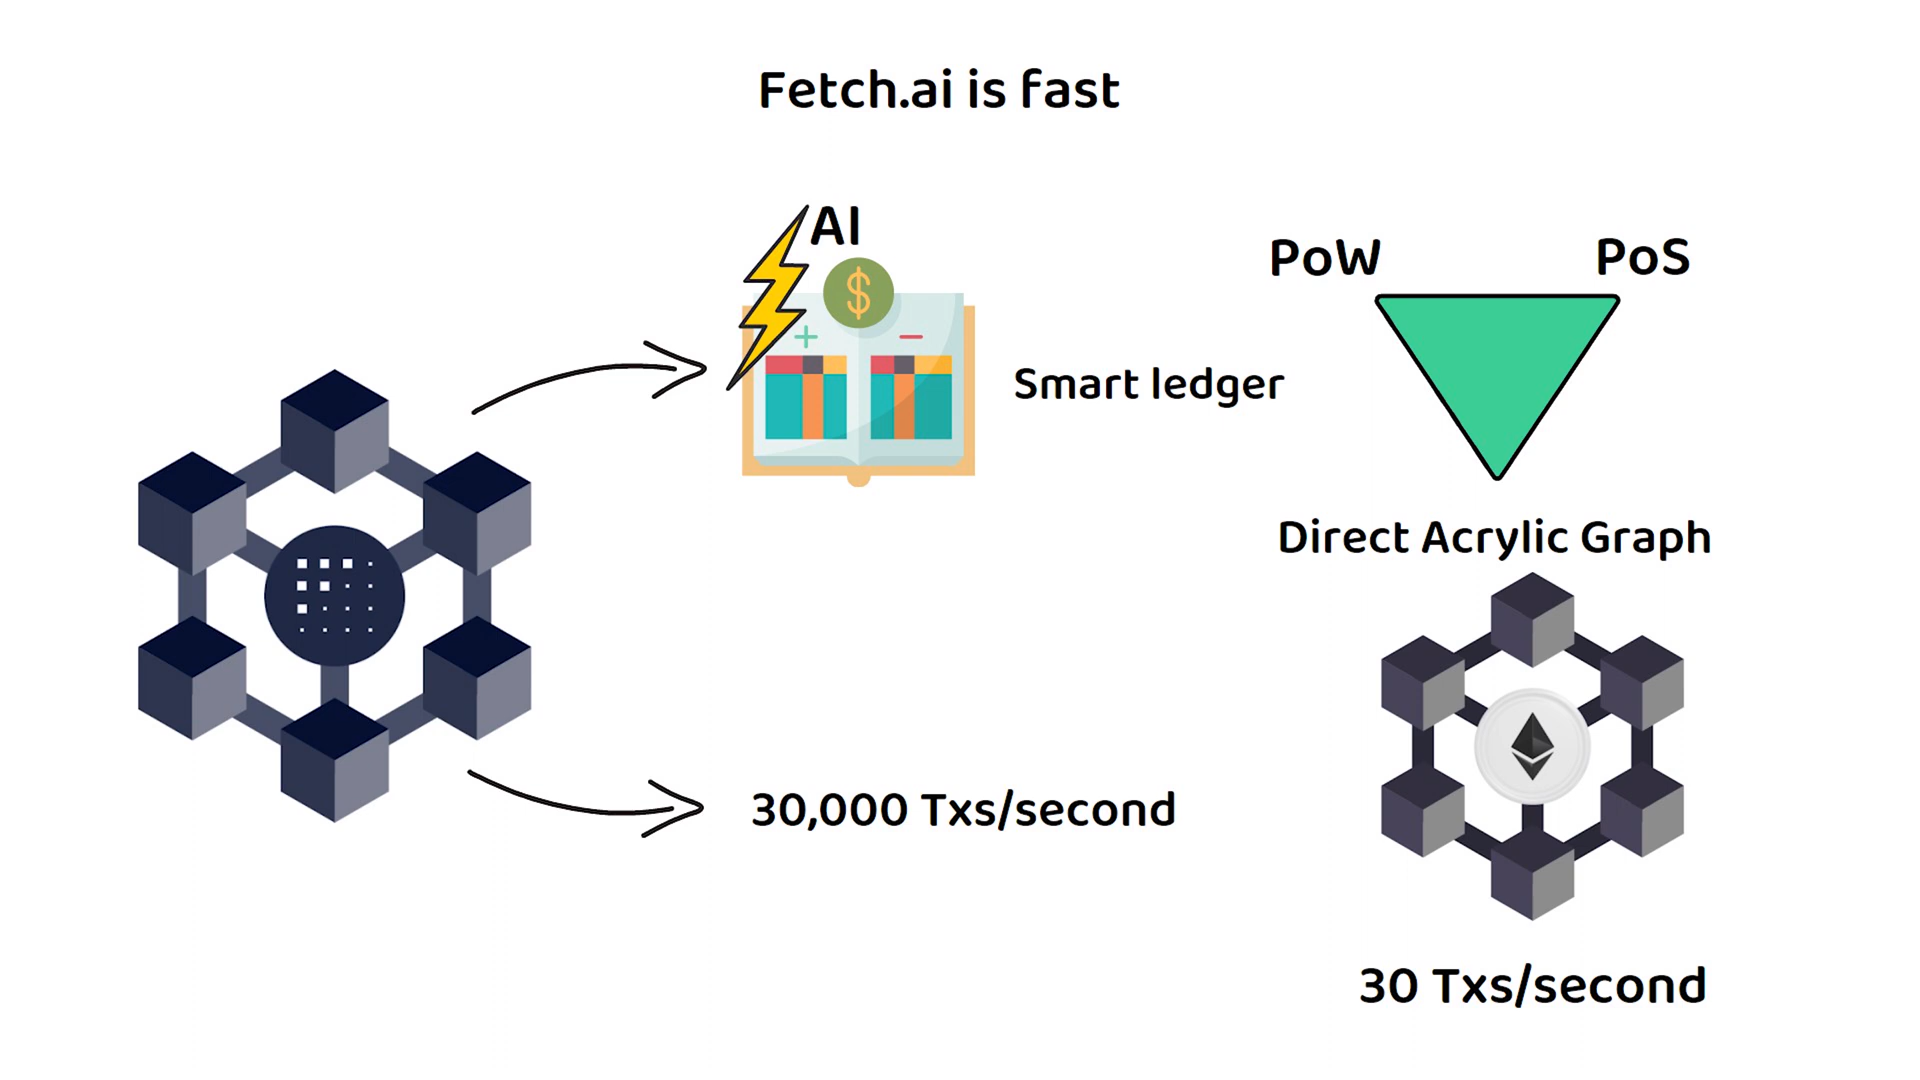 Fetch.ai is fast
AI
$
+ −
Smart ledger
PoW
PoS
Direct Acrylic Graph
30,000 Txs/second
30 Txs/second